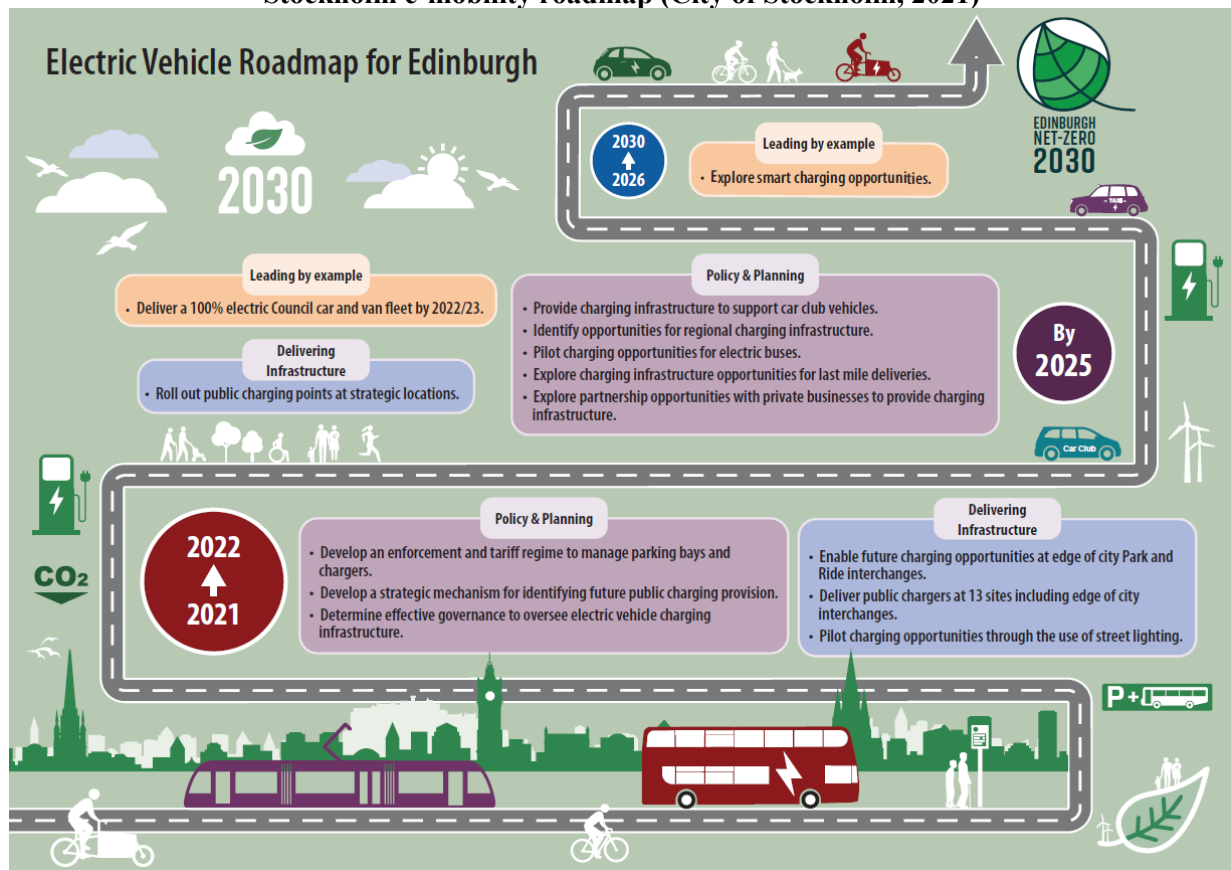 Stockholm e-mobility roadmap (City of Stockholm, 2021)
Electric Vehicle Roadmap for Edinburgh
2030
EDINBURGH
NET-ZERO
2030
2030
2026
Leading by example
• Explore smart charging opportunities.
TAXI
Leading by example
• Deliver a 100% electric Council car and van fleet by 2022/23.
Delivering
Infrastructure
• Roll out public charging points at strategic locations.
Policy & Planning
• Provide charging infrastructure to support car club vehicles.
• Identify opportunities for regional charging infrastructure.
• Pilot charging opportunities for electric buses.
• Explore charging infrastructure opportunities for last mile deliveries.
• Explore partnership opportunities with private businesses to provide charging
infrastructure.
By
2025
Car Club
CO₂
2022
2021
Policy & Planning
• Develop an enforcement and tariff regime to manage parking bays and
chargers.
• Develop a strategic mechanism for identifying future public charging provision.
• Determine effective governance to oversee electric vehicle charging
infrastructure.
Delivering
Infrastructure
• Enable future charging opportunities at edge of city Park and
Ride interchanges.
• Deliver public chargers at 13 sites including edge of city
interchanges.
• Pilot charging opportunities through the use of street lighting.
P+